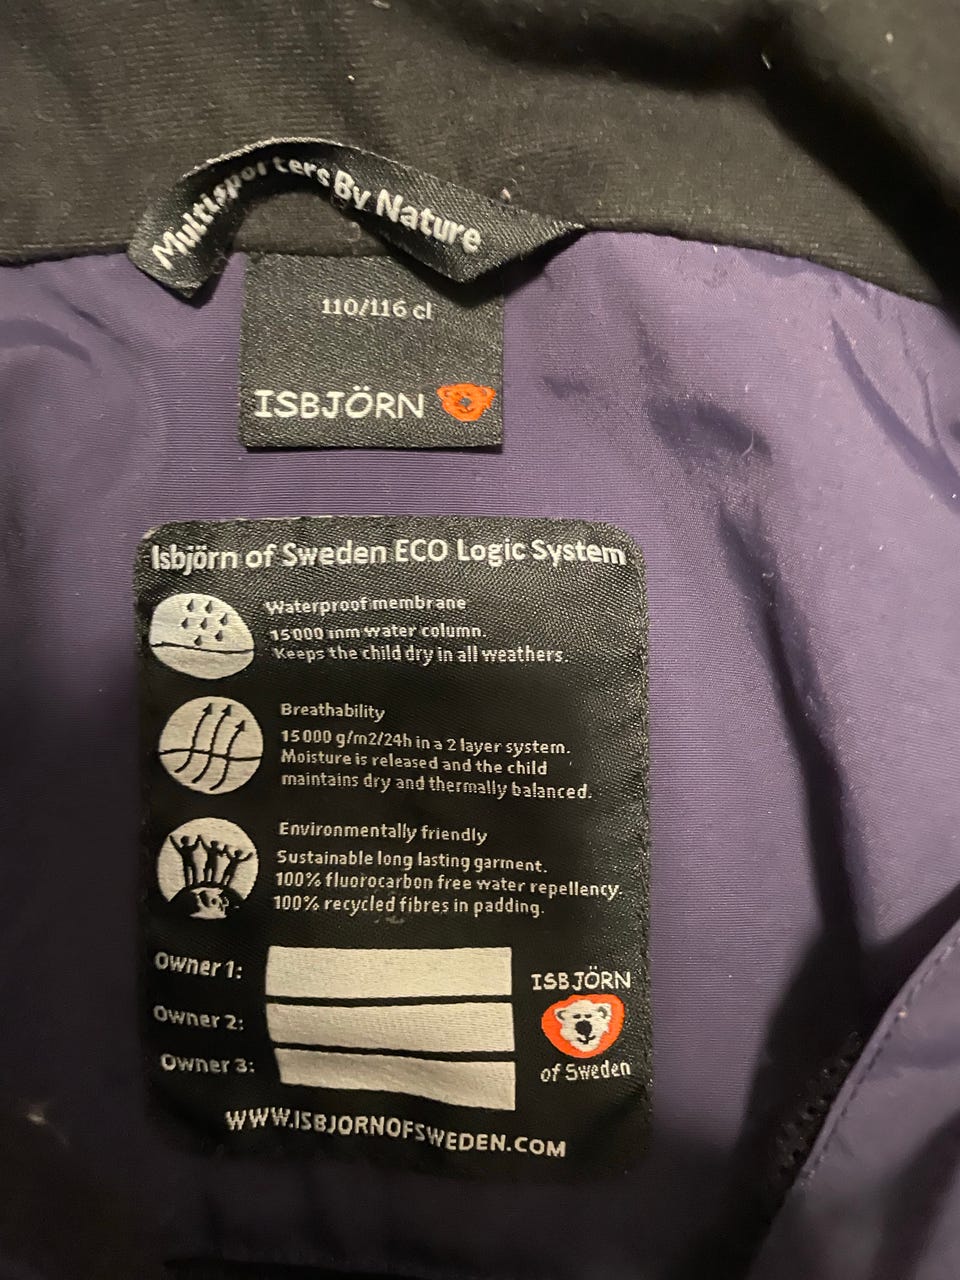 Multisporters By Nature
110/116 cl
ISBJÖRN
Isbjörn of Sweden ECO Logic System
Waterproof membrane
15000 mm water column.
Keeps the child dry in all weathers.
Breathability
15000 g/m2/24h in a 2 layer system.
Moisture is released and the child
maintains dry and thermally balanced.
Environmentally friendly
Sustainable long lasting garment.
100% fluorocarbon free water repellency.
100% recycled fibres in padding.
Owner 1:
Owner 2:
Owner 3:
ISBJÖRN
of Sweden
WWW.ISBJORNOFSWEDEN.COM